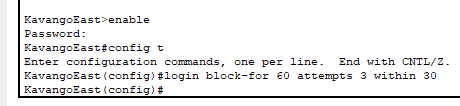 KavangoEast>enable
Password:
KavangoEast#config t
Enter configuration commands, one per line.  End with CNTL/Z.
KavangoEast(config)#login block-for 60 attempts 3 within 30
KavangoEast(config)#